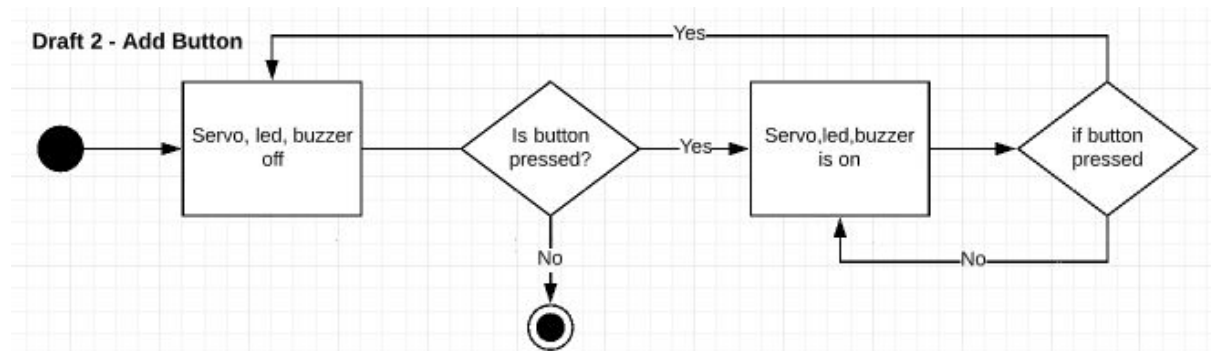 Draft 2 - Add Button
Yes
Servo, led, buzzer
off
Is button
pressed?
Yes
Servo,led,buzzer
is on
if button
pressed
No
No